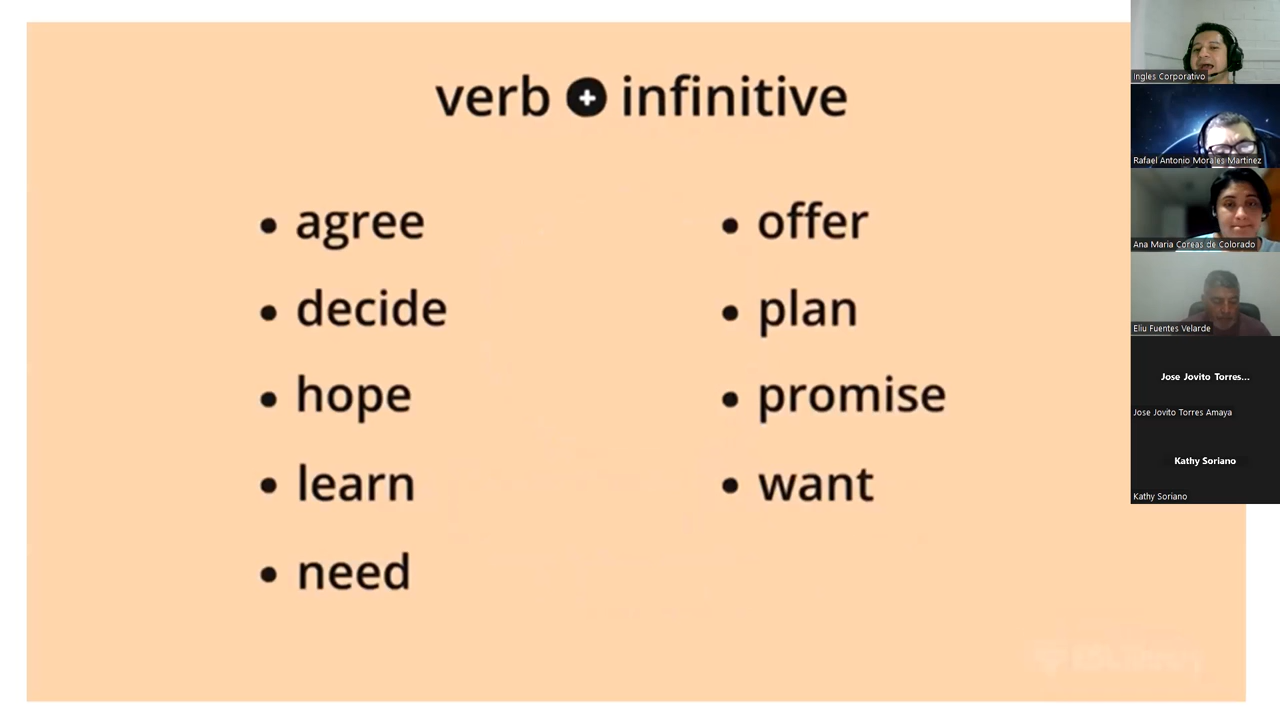 verb + infinitive
agree
decide
hope
learn
need
offer
plan
promise
want
Ingles Corporativo
Rafael Antonio Morales Martinez
Ana Maria Coreas de Colorado
Eliu Fuentes Velarde
Jose Jovito Torres...
Jose Jovito Torres Amaya
Kathy Soriano
Kathy Soriano